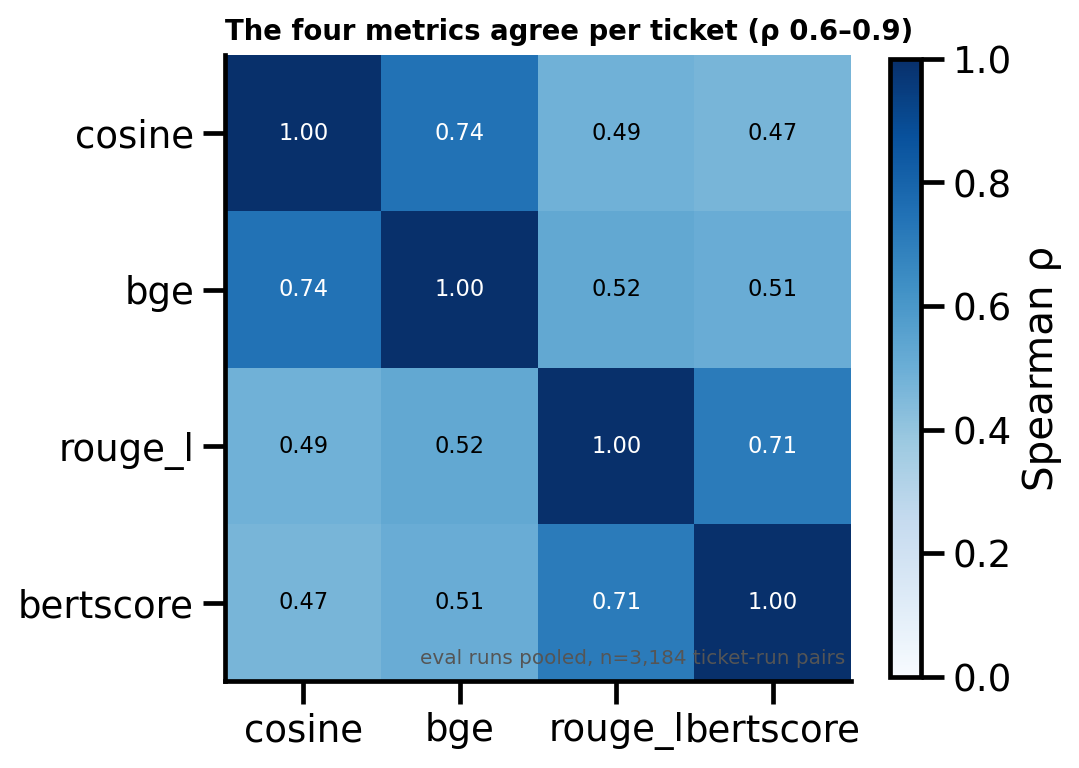 The four metrics agree per ticket (ρ 0.6–0.9)
cosine 1.00 0.74 0.49 0.47
bge 0.74 1.00 0.52 0.51
rouge_l 0.49 0.52 1.00 0.71
bertscore 0.47 0.51 0.71 1.00
eval runs pooled, n=3,184 ticket-run pairs
cosine bge rouge_l bertscore
1.0
0.8
0.6
0.4
0.2
0.0
Spearman ρ